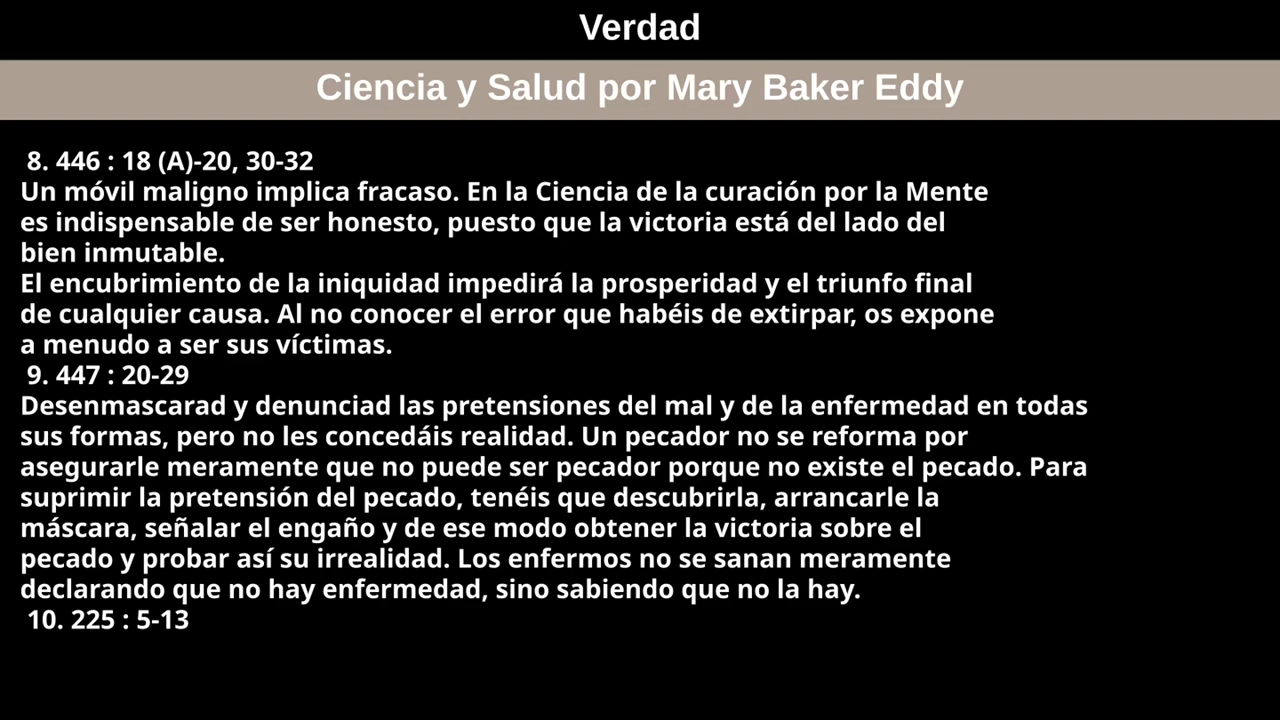 Verdad
Ciencia y Salud por Mary Baker Eddy
8. 446 : 18 (A)-20, 30-32
Un móvil maligno implica fracaso. En la Ciencia de la curación por la Mente
es indispensable de ser honesto, puesto que la victoria está del lado del
bien inmutable.
El encubrimiento de la iniquidad impedirá la prosperidad y el triunfo final
de cualquier causa. Al no conocer el error que habéis de extirpar, os expone
a menudo a ser sus víctimas.
9. 447 : 20-29
Desenmascarad y denunciad las pretensiones del mal y de la enfermedad en todas
sus formas, pero no les concedáis realidad. Un pecador no se reforma por
asegurarle meramente que no puede ser pecador porque no existe el pecado. Para
suprimir la pretensión del pecado, tenéis que descubrirla, arrancarle la
máscara, señalar el engaño y de ese modo obtener la victoria sobre el
pecado y probar así su irrealidad. Los enfermos no se sanan meramente
declarando que no hay enfermedad, sino sabiendo que no la hay.
10. 225 : 5-13